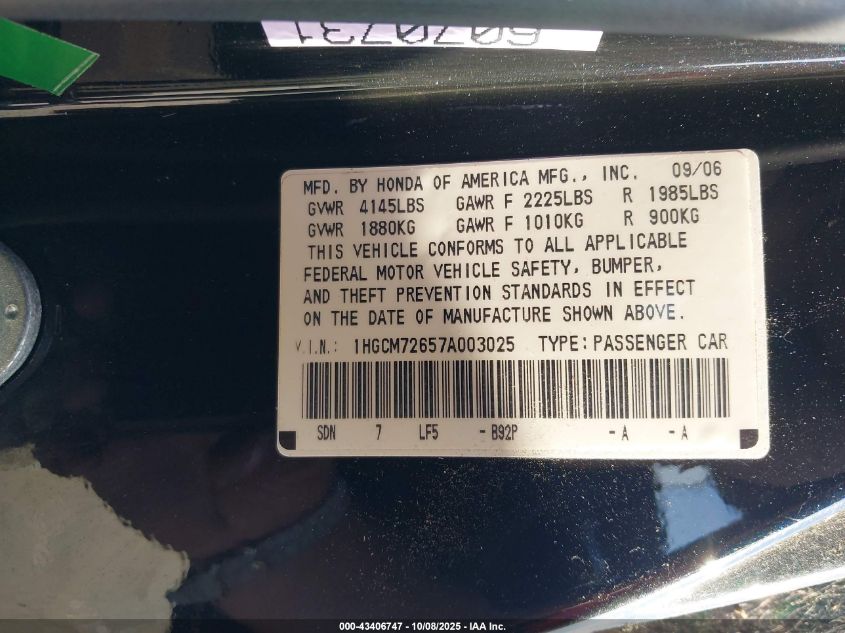 6070731
MFD. BY HONDA OF AMERICA MFG., INC. 09/06
GVWR 4145LBS GAWR F 2225LBS R 1985LBS
GVWR 1880KG GAWR F 1010KG R 900KG
THIS VEHICLE CONFORMS TO ALL APPLICABLE
FEDERAL MOTOR VEHICLE SAFETY, BUMPER,
AND THEFT PREVENTION STANDARDS IN EFFECT
ON THE DATE OF MANUFACTURE SHOWN ABOVE.
V.I.N.: 1HGCM72657A003025 TYPE: PASSENGER CAR
SDN 7 LF5 - B92P - A - A
000-43406747 - 10/08/2025 - IAA Inc.